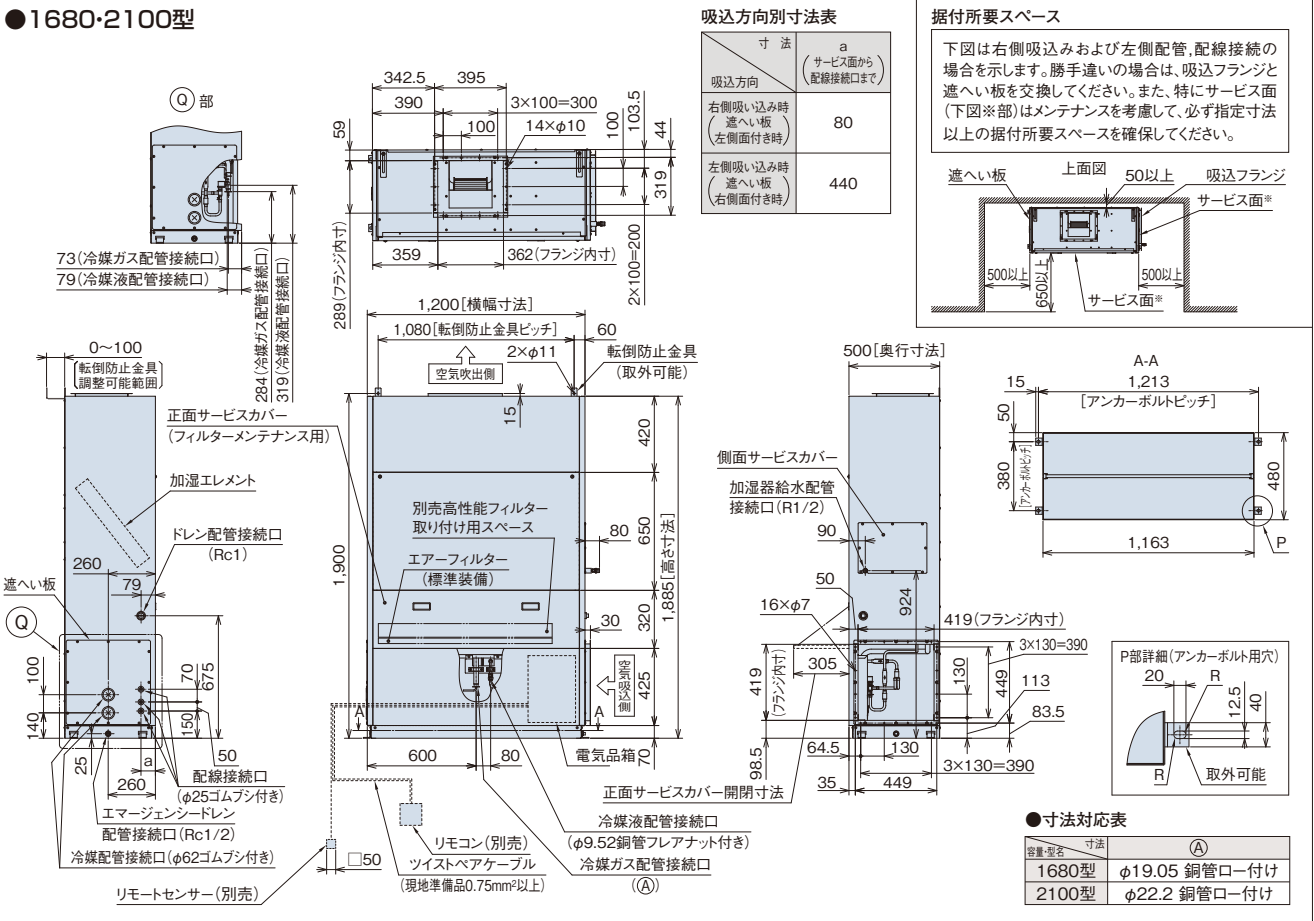 ●1680・2100型
Ⓠ部
73(冷媒ガス配管接続口)
79(冷媒液配管接続口)
284(冷媒ガス配管接続口)
319(冷媒液配管接続口)
342.5
395
390
3×100=300
100
14×φ10
59
289(フランジ内寸)
359
362(フランジ内寸)
100
103.5
44
319
2×100=200
吸込方向別寸法表
寸 法
吸込方向
a
(サービス面から
配線接続口まで)
右側吸い込み時
(遮へい板
左側面付き時)
80
左側吸い込み時
(遮へい板
右側面付き時)
440
据付所要スペース
下図は右側吸込みおよび左側配管,配線接続の
場合を示します。勝手違いの場合は、吸込フランジと
遮へい板を交換してください。また、特にサービス面
(下図※部)はメンテナンスを考慮して、必ず指定寸法
以上の据付所要スペースを確保してください。
遮へい板
上面図
50以上
吸込フランジ
サービス面※
500以上
650以上
500以上
サービス面※
0〜100
[転倒防止金具
調整可能範囲]
加湿エレメント
ドレン配管接続口
(Rc1)
260
79
遮へい板
Ⓠ
100
140
25
70
675
150
50
a
260
配線接続口
(φ25ゴムブシ付き)
エマージェンシードレン
配管接続口(Rc1/2)
冷媒配管接続口(φ62ゴムブシ付き)
リモートセンサー(別売)
1,200[横幅寸法]
1,080[転倒防止金具ピッチ]
60
2×φ11
転倒防止金具
(取外可能)
空気吹出側
15
正面サービスカバー
(フィルターメンテナンス用)
別売高性能フィルター
取り付け用スペース
エアーフィルター
(標準装備)
1,900
420
650
320
425
70
1,885[高さ寸法]
80
30
空気吸込側
A
A
600
80
電気品箱
□50
リモコン(別売)
ツイストペアケーブル
(現地準備品0.75mm²以上)
冷媒液配管接続口
(φ9.52銅管フレアナット付き)
冷媒ガス配管接続口
(Ⓐ)
500[奥行寸法]
側面サービスカバー
加湿器給水配管
接続口(R1/2)
90
50
924
16×φ7
419(フランジ内寸)
3×130=390
419
(フランジ内寸)
305
130
449
113
83.5
98.5
64.5
130
3×130=390
35
449
正面サービスカバー開閉寸法
A-A
15
1,213
[アンカーボルトピッチ]
50
380
[アンカーボルトピッチ]
480
1,163
P
P部詳細(アンカーボルト用穴)
20
R
12.5
40
R
取外可能
●寸法対応表
寸法
容量・型名
Ⓐ
1680型
φ19.05 銅管ロー付け
2100型
φ22.2 銅管ロー付け